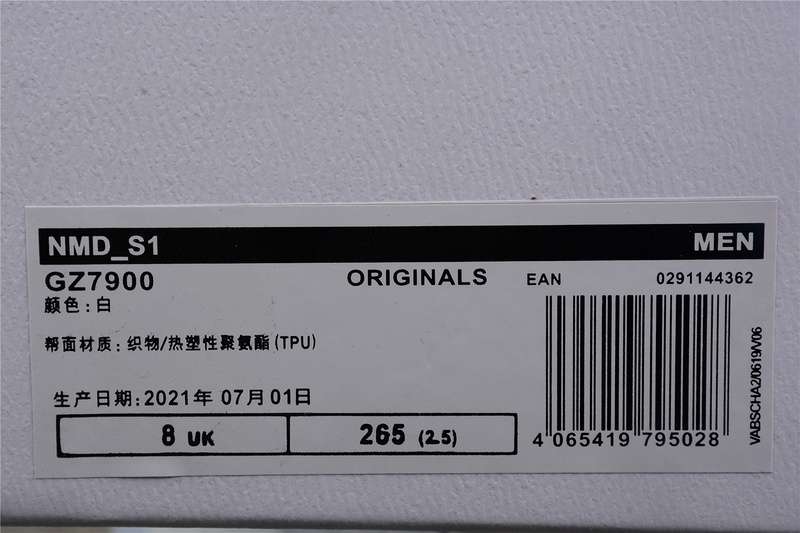 NMD_S1 MEN
GZ7900 ORIGINALS EAN 0291144362
颜色:白
帮面材质:织物/热塑性聚氨酯(TPU)
生产日期:2021年 07月 01日
8 UK 265 (2.5)
4 065419 795028
VABSCHA2/0619/V06